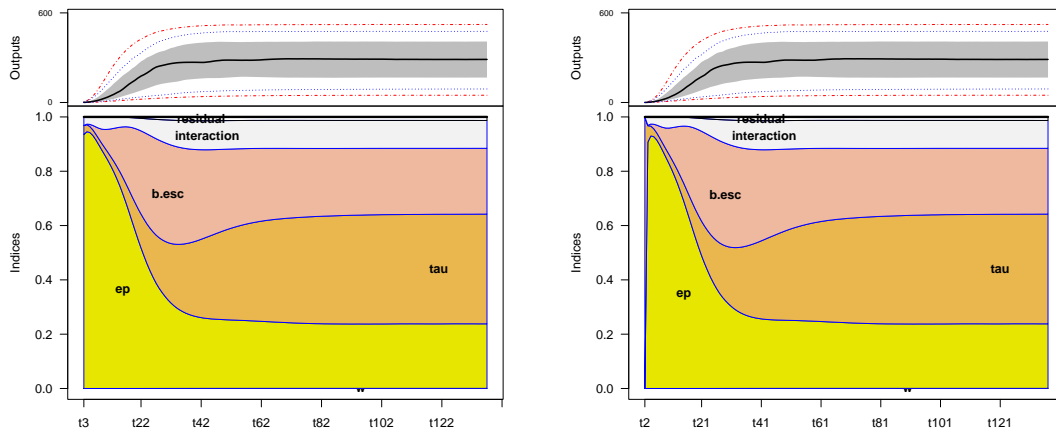 600
0
Outputs
1.0
0.8
0.6
0.4
0.2
0.0
Indices
residual
interaction
b.esc
tau
ep
w
t3 t22 t42 t62 t82 t102 t122
600
0
Outputs
1.0
0.8
0.6
0.4
0.2
0.0
Indices
residual
interaction
b.esc
tau
ep
w
t2 t21 t41 t61 t81 t101 t121